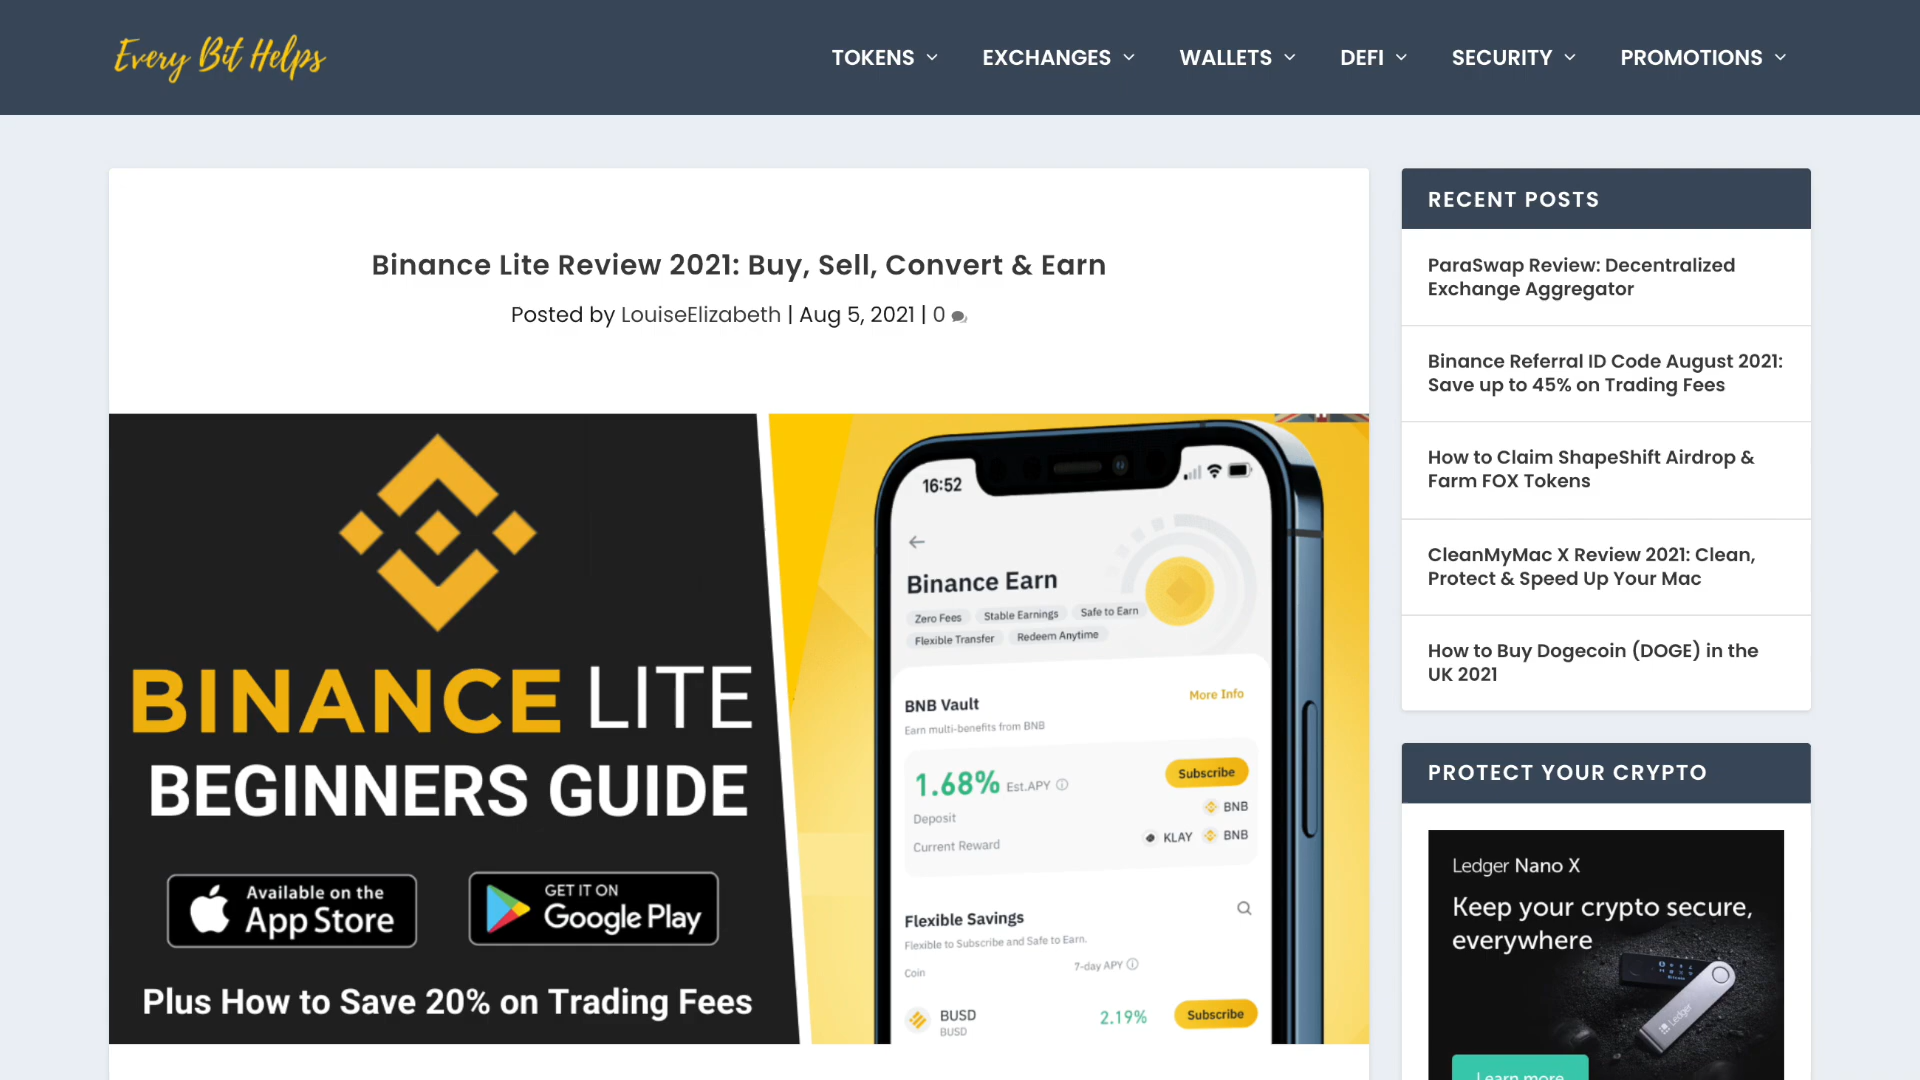 Every Bit Helps
TOKENS
EXCHANGES
WALLETS
DEFI
SECURITY
PROMOTIONS
Binance Lite Review 2021: Buy, Sell, Convert & Earn
Posted by LouiseElizabeth | Aug 5, 2021 | 0
BINANCE LITE
BEGINNERS GUIDE
Available on the
App Store
GET IT ON
Google Play
Plus How to Save 20% on Trading Fees
16:52
Binance Earn
Zero Fees
Stable Earnings
Safe to Earn
Flexible Transfer
Redeem Anytime
BNB Vault
More Info
Earn multi-benefits from BNB
1.68% Est.APY
Subscribe
Deposit
BNB
Current Reward
KLAY
BNB
Flexible Savings
Flexible to Subscribe and Safe to Earn.
Coin
7-day APY
BUSD
BUSD
2.19%
Subscribe
RECENT POSTS
ParaSwap Review: Decentralized
Exchange Aggregator
Binance Referral ID Code August 2021:
Save up to 45% on Trading Fees
How to Claim ShapeShift Airdrop &
Farm FOX Tokens
CleanMyMac X Review 2021: Clean,
Protect & Speed Up Your Mac
How to Buy Dogecoin (DOGE) in the
UK 2021
PROTECT YOUR CRYPTO
Ledger Nano X
Keep your crypto secure,
everywhere
Ledger
Learn more